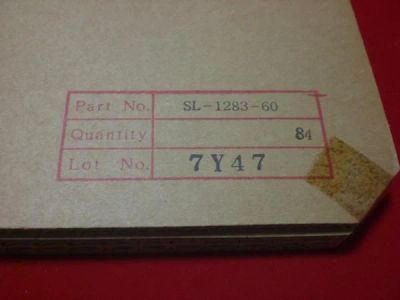 Part No. SL-1283-60
Quantity 84
Lot No. 7Y47